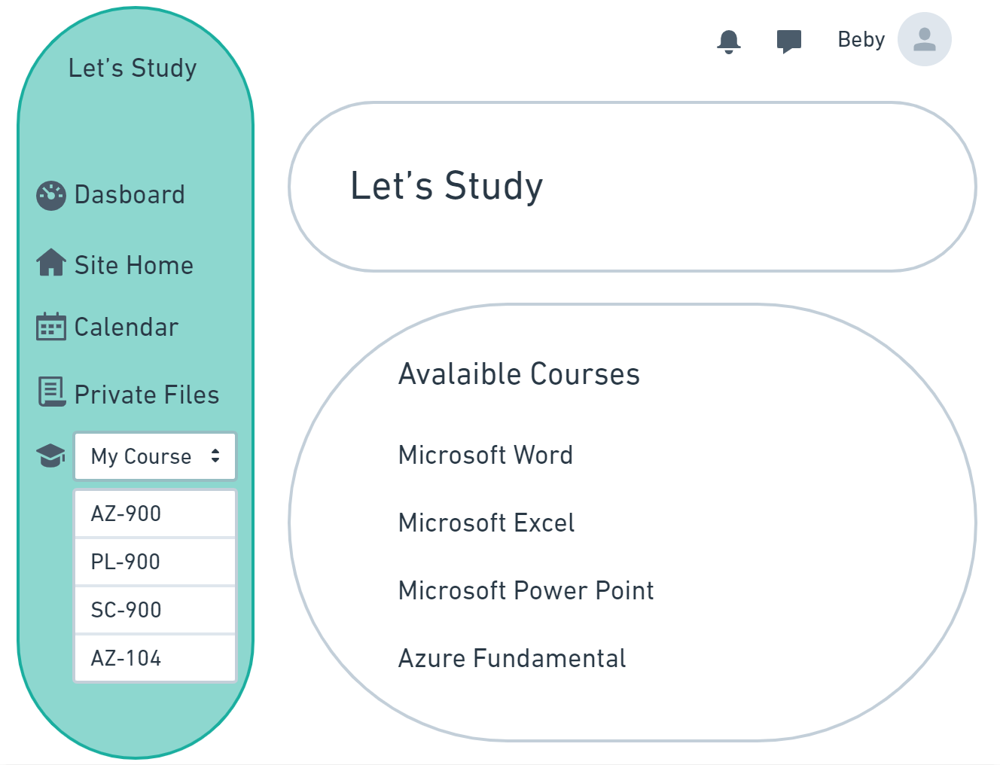 Let's Study
Dasboard
Site Home
Calendar
Private Files
My Course
AZ-900
PL-900
SC-900
AZ-104
Beby
Let's Study
Avalaible Courses
Microsoft Word
Microsoft Excel
Microsoft Power Point
Azure Fundamental